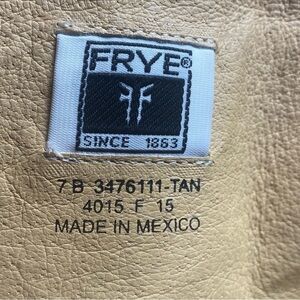 FRYE®
SINCE 1863
7 B 3476111-TAN
4015 F 15
MADE IN MEXICO